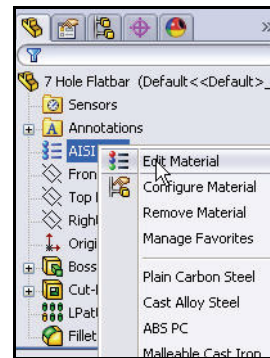 7 Hole Flatbar (Default<<Default>_
Sensors
A Annotations
AISI
Edit Material
Configure Material
Remove Material
Manage Favorites
Plain Carbon Steel
Cast Alloy Steel
ABS PC
Malleable Cast Iron
Fron
Top
Righ
Origi
Boss
Cut-
LPat
Fillet